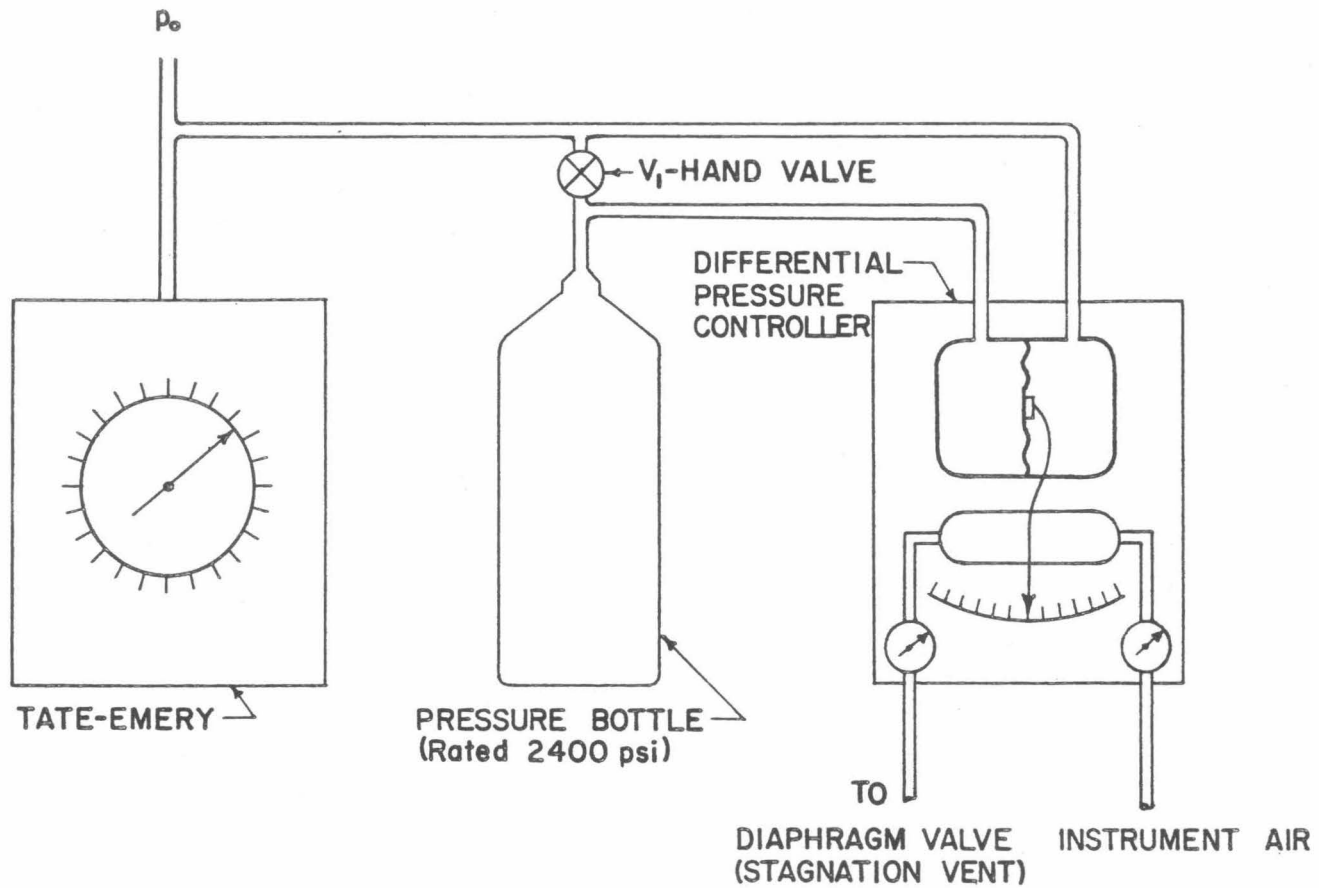 p₀
V₁-HAND VALVE
DIFFERENTIAL
PRESSURE
CONTROLLER
TATE-EMERY
PRESSURE BOTTLE
(Rated 2400 psi)
TO
DIAPHRAGM VALVE
(STAGNATION VENT)
INSTRUMENT AIR